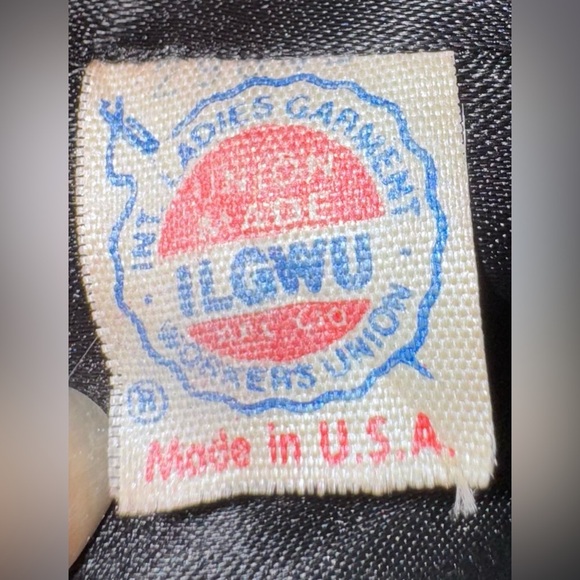 INT. LADIES GARMENT
UNION
MADE
ILGWU
AFL-CIO
WORKERS UNION
®
Made in U.S.A.